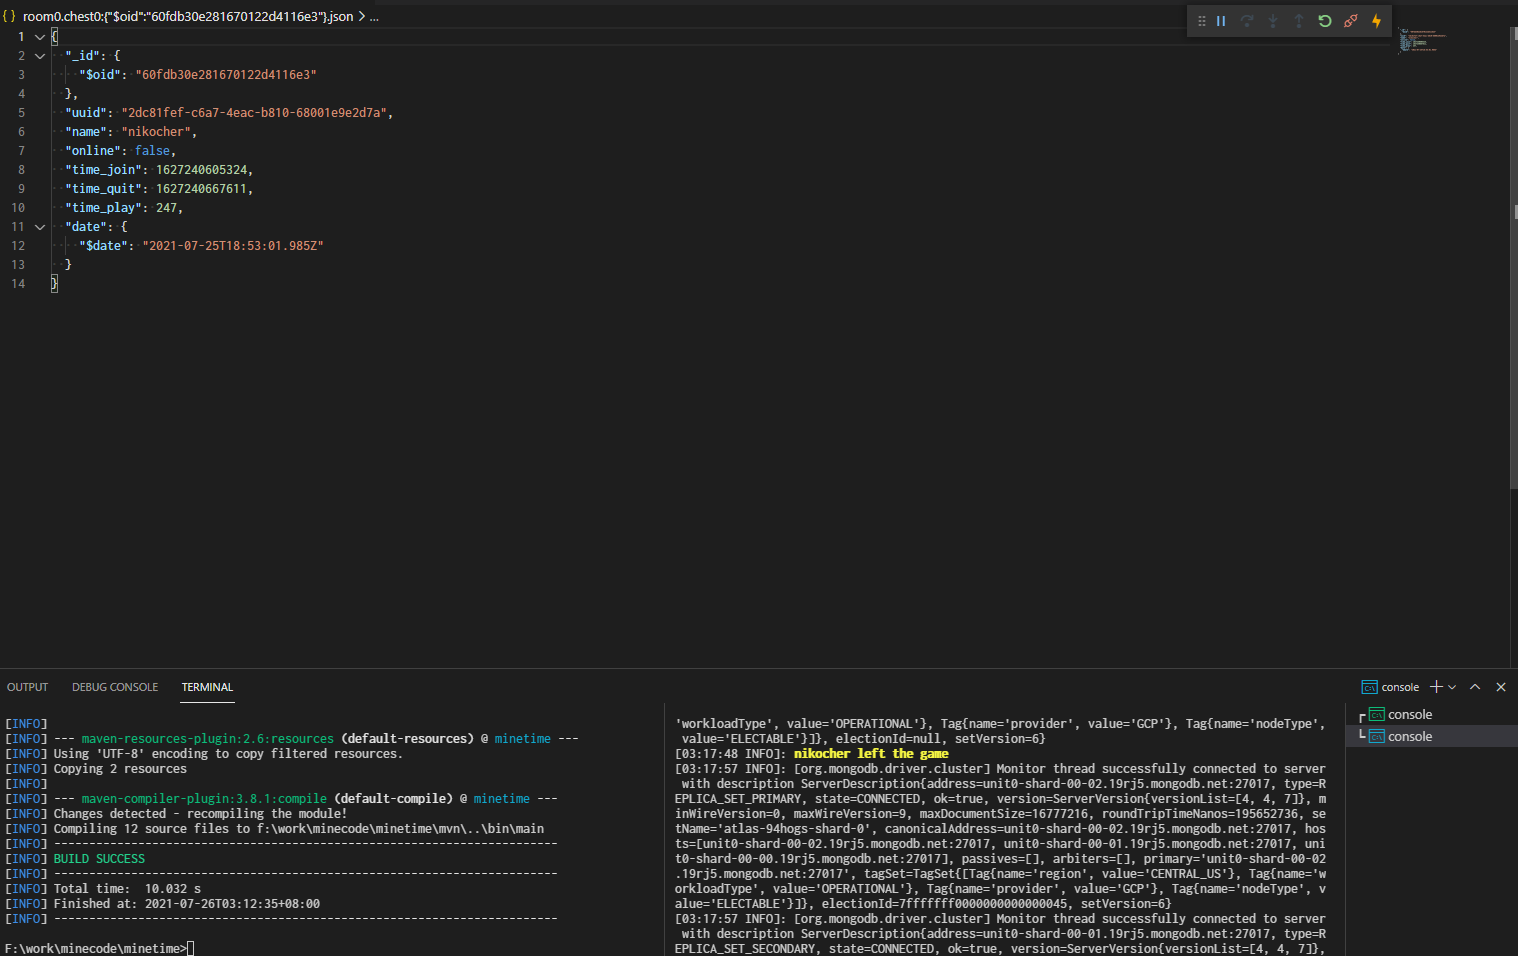 { } room0.chest0:{"$oid":"60fdb30e281670122d4116e3"}.json > ...
1 {
2 "_id": {
3 "$oid": "60fdb30e281670122d4116e3"
4 },
5 "uuid": "2dc81fef-c6a7-4eac-b810-68001e9e2d7a",
6 "name": "nikocher",
7 "online": false,
8 "time_join": 1627240605324,
9 "time_quit": 1627240667611,
10 "time_play": 247,
11 "date": {
12 "$date": "2021-07-25T18:53:01.985Z"
13 }
14 }
OUTPUT DEBUG CONSOLE TERMINAL
console
[INFO]
[INFO] --- maven-resources-plugin:2.6:resources (default-resources) @ minetime ---
[INFO] Using 'UTF-8' encoding to copy filtered resources.
[INFO] Copying 2 resources
[INFO]
[INFO] --- maven-compiler-plugin:3.8.1:compile (default-compile) @ minetime ---
[INFO] Changes detected - recompiling the module!
[INFO] Compiling 12 source files to f:\work\minecode\minetime\mvn\..\bin\main
[INFO] ------------------------------------------------------------------------
[INFO] BUILD SUCCESS
[INFO] ------------------------------------------------------------------------
[INFO] Total time:  10.032 s
[INFO] Finished at: 2021-07-26T03:12:35+08:00
[INFO] ------------------------------------------------------------------------
F:\work\minecode\minetime>
'workloadType', value='OPERATIONAL'}, Tag{name='provider', value='GCP'}, Tag{name='nodeType',
value='ELECTABLE'}]}, electionId=null, setVersion=6}
[03:17:48 INFO]: nikocher left the game
[03:17:57 INFO]: [org.mongodb.driver.cluster] Monitor thread successfully connected to server
with description ServerDescription{address=unit0-shard-00-02.19rj5.mongodb.net:27017, type=R
EPLICA_SET_PRIMARY, state=CONNECTED, ok=true, version=ServerVersion{versionList=[4, 4, 7]}, m
inWireVersion=0, maxWireVersion=9, maxDocumentSize=16777216, roundTripTimeNanos=195652736, se
tName='atlas-94hogs-shard-0', canonicalAddress=unit0-shard-00-02.19rj5.mongodb.net:27017, hos
ts=[unit0-shard-00-02.19rj5.mongodb.net:27017, unit0-shard-00-01.19rj5.mongodb.net:27017, uni
t0-shard-00-00.19rj5.mongodb.net:27017], passives=[], arbiters=[], primary='unit0-shard-00-02
.19rj5.mongodb.net:27017', tagSet=TagSet{[Tag{name='region', value='CENTRAL_US'}, Tag{name='w
orkloadType', value='OPERATIONAL'}, Tag{name='provider', value='GCP'}, Tag{name='nodeType', v
alue='ELECTABLE'}]}, electionId=7fffffff0000000000000045, setVersion=6}
[03:17:57 INFO]: [org.mongodb.driver.cluster] Monitor thread successfully connected to server
with description ServerDescription{address=unit0-shard-00-01.19rj5.mongodb.net:27017, type=R
EPLICA_SET_SECONDARY, state=CONNECTED, ok=true, version=ServerVersion{versionList=[4, 4, 7]},
console
console